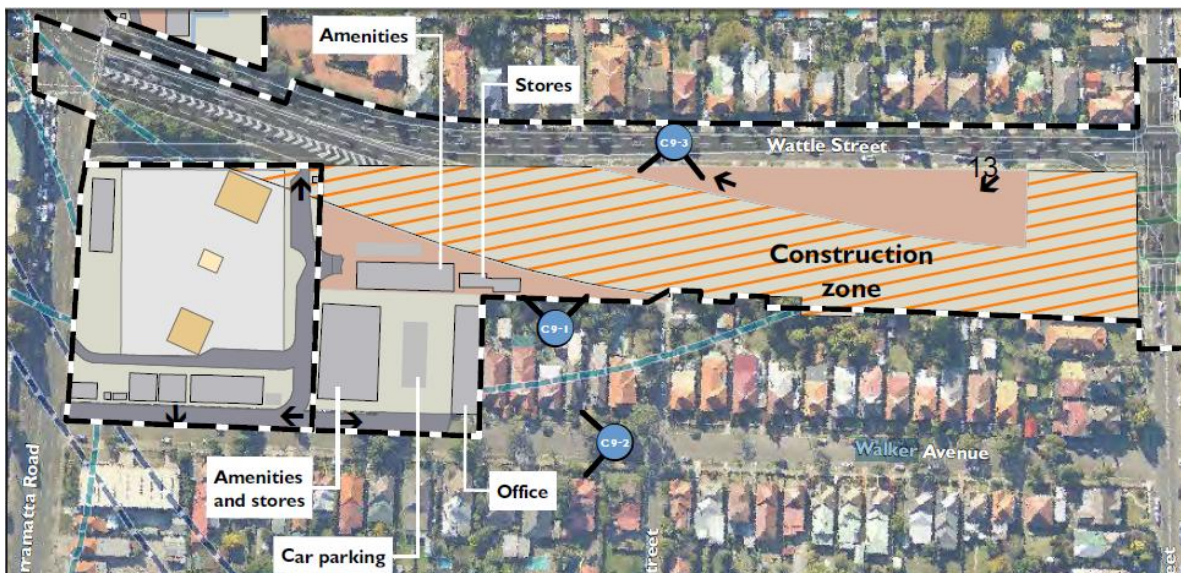 Amenities
Stores
C9-3
Wattle Street
13
Construction
zone
C9-1
C9-2
Walker Avenue
Amenities
and stores
Office
Car parking
rramatta Road
treet
eet